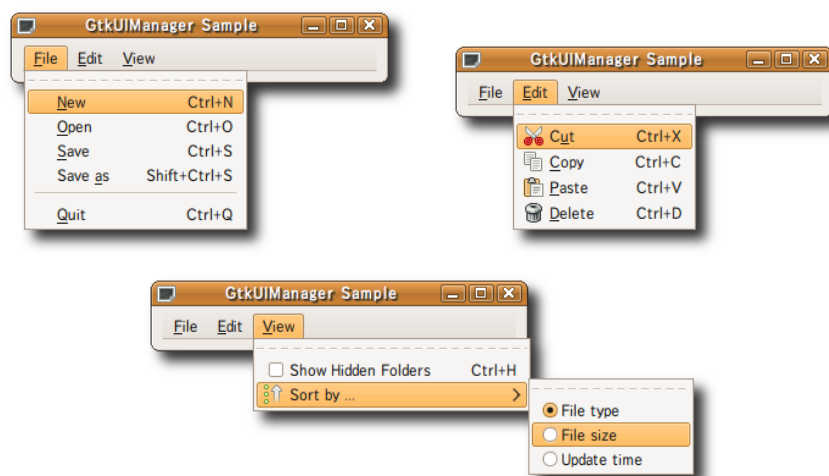 GtkUIManager Sample
File Edit View
New Ctrl+N
Open Ctrl+O
Save Ctrl+S
Save as Shift+Ctrl+S
Quit Ctrl+Q
GtkUIManager Sample
File Edit View
Cut Ctrl+X
Copy Ctrl+C
Paste Ctrl+V
Delete Ctrl+D
GtkUIManager Sample
File Edit View
Show Hidden Folders Ctrl+H
Sort by ...
File type
File size
Update time